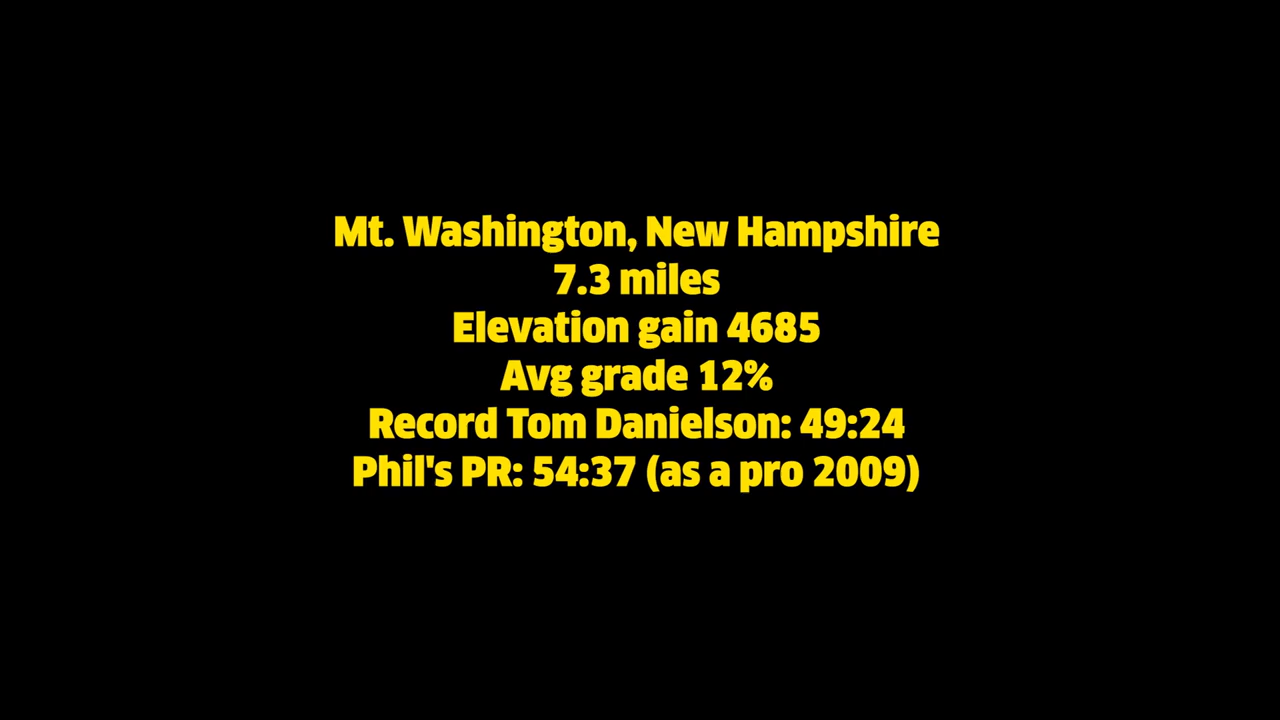 Mt. Washington, New Hampshire
7.3 miles
Elevation gain 4685
Avg grade 12%
Record Tom Danielson: 49:24
Phil's PR: 54:37 (as a pro 2009)